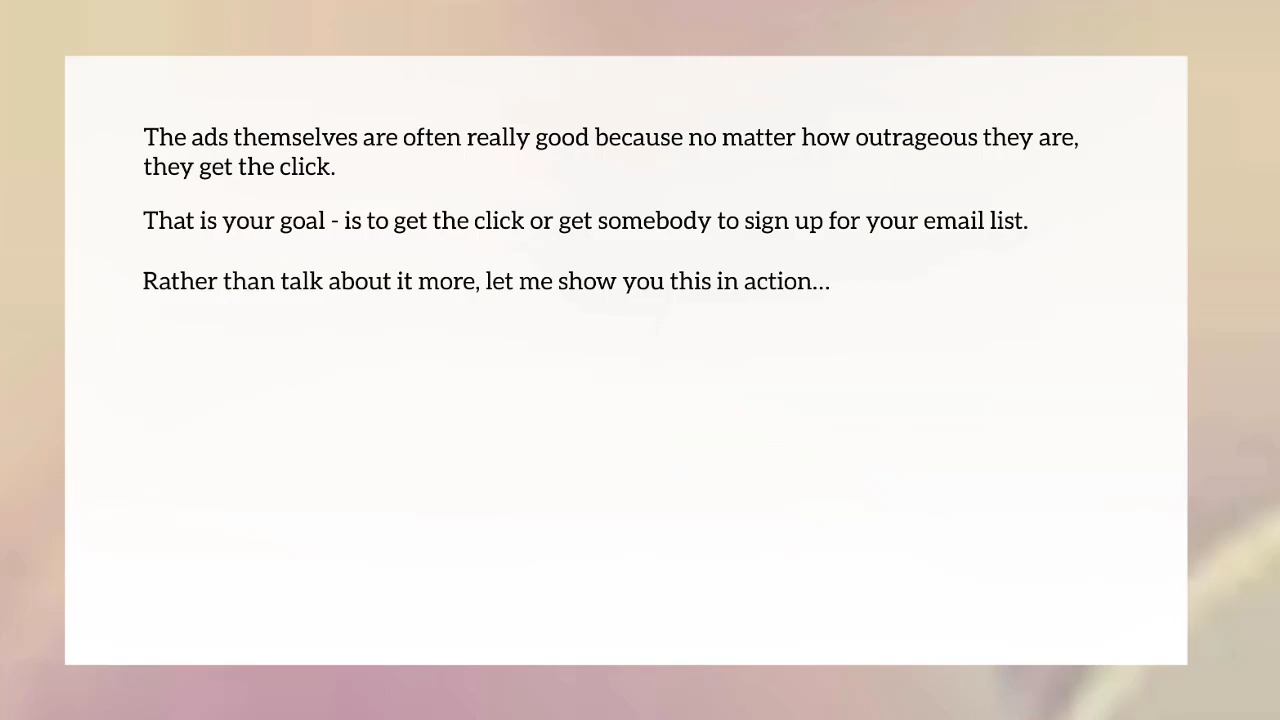 The ads themselves are often really good because no matter how outrageous they are,
they get the click.
That is your goal - is to get the click or get somebody to sign up for your email list.
Rather than talk about it more, let me show you this in action...